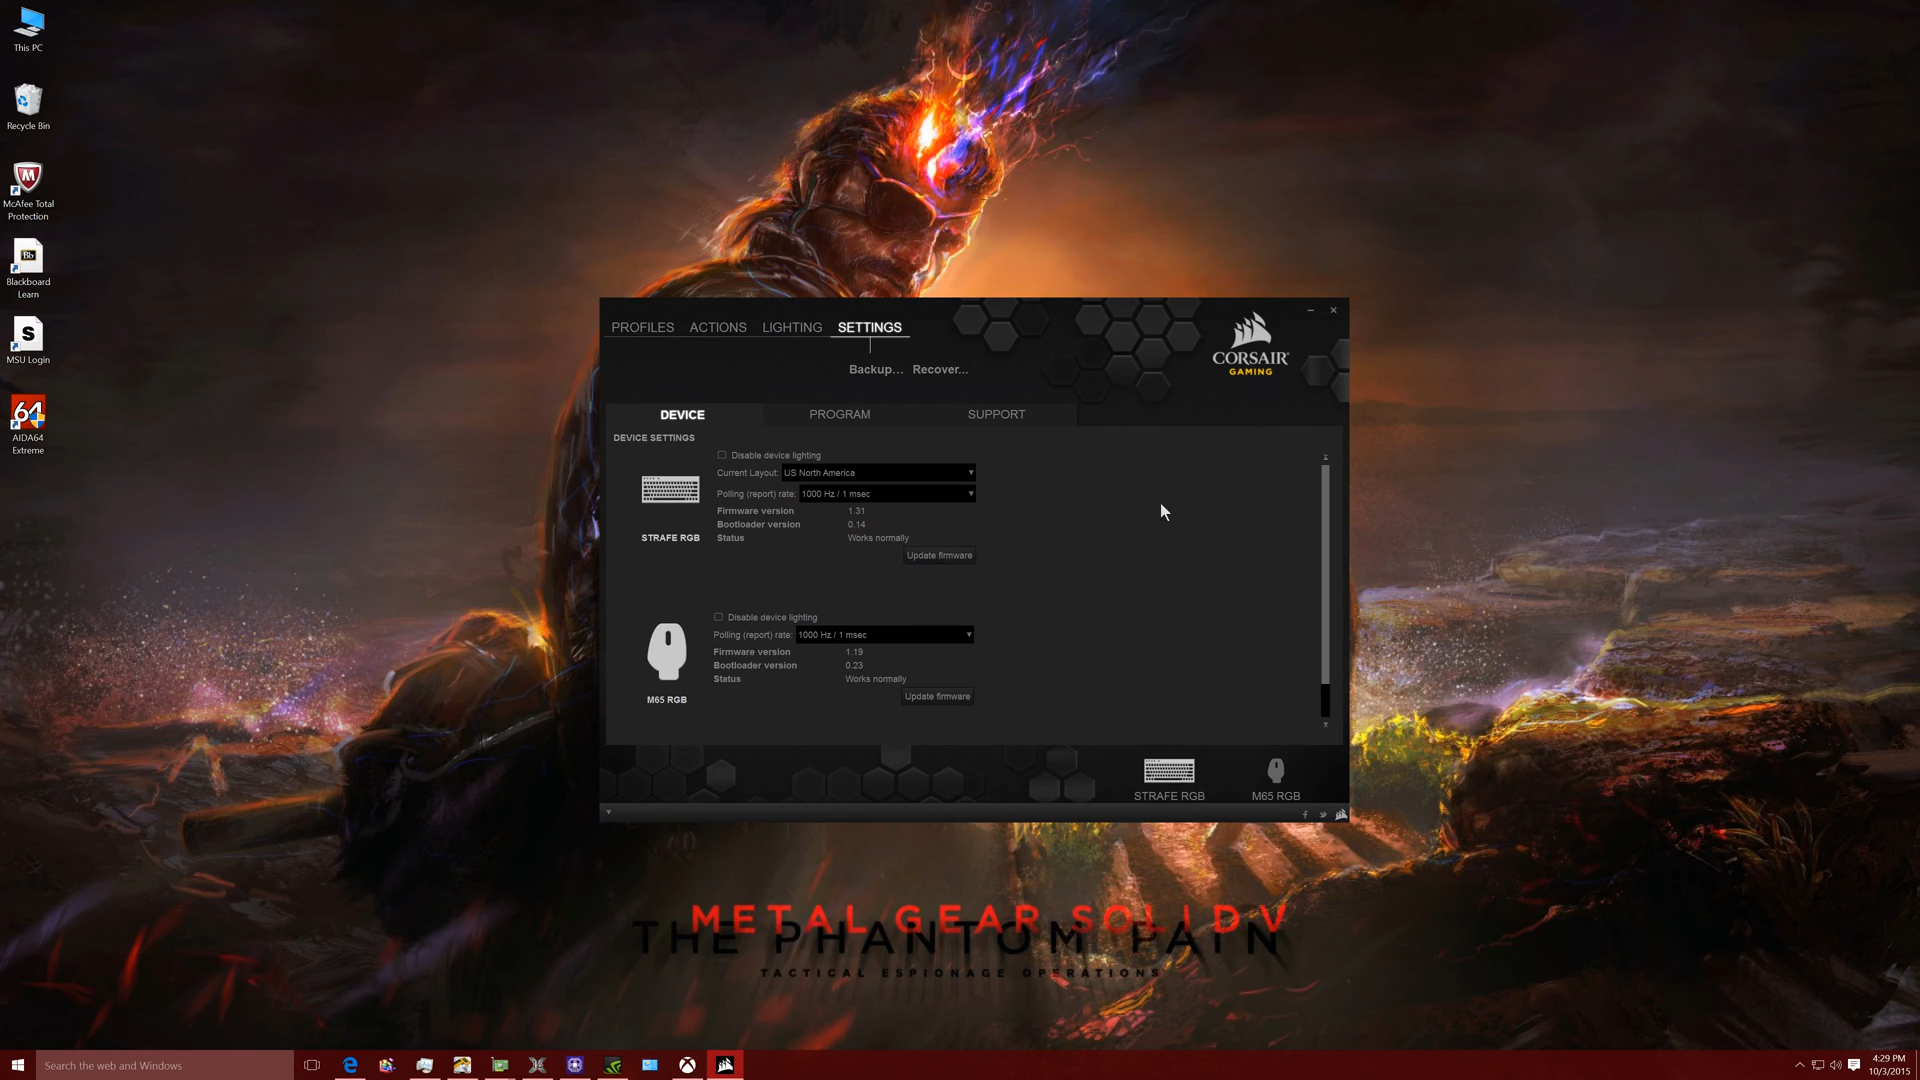 This PC
Recycle Bin
McAfee Total
Protection
Bb
Blackboard
Learn
S
MSU Login
64
AIDA64
Extreme
PROFILES ACTIONS LIGHTING SETTINGS
Backup... Recover...
CORSAIR
GAMING
DEVICE PROGRAM SUPPORT
DEVICE SETTINGS
Disable device lighting
Current Layout: US North America
Polling (report) rate: 1000 Hz / 1 msec
Firmware version 1.31
Bootloader version 0.14
Status Works normally
STRAFE RGB
Update firmware
Disable device lighting
Polling (report) rate: 1000 Hz / 1 msec
Firmware version 1.19
Bootloader version 0.23
Status Works normally
M65 RGB
Update firmware
STRAFE RGB M65 RGB
METAL GEAR SOLID V
THE PHANTOM PAIN
TACTICAL ESPIONAGE OPERATIONS
Search the web and Windows
4:29 PM
10/3/2015